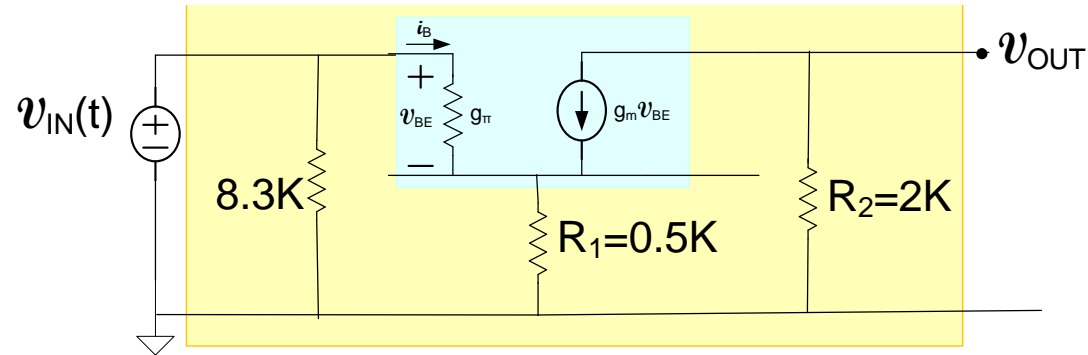 iB
+
vOUT
+
−
vIN(t)
vBE
gπ
gmvBE
−
8.3K
R1=0.5K
R2=2K